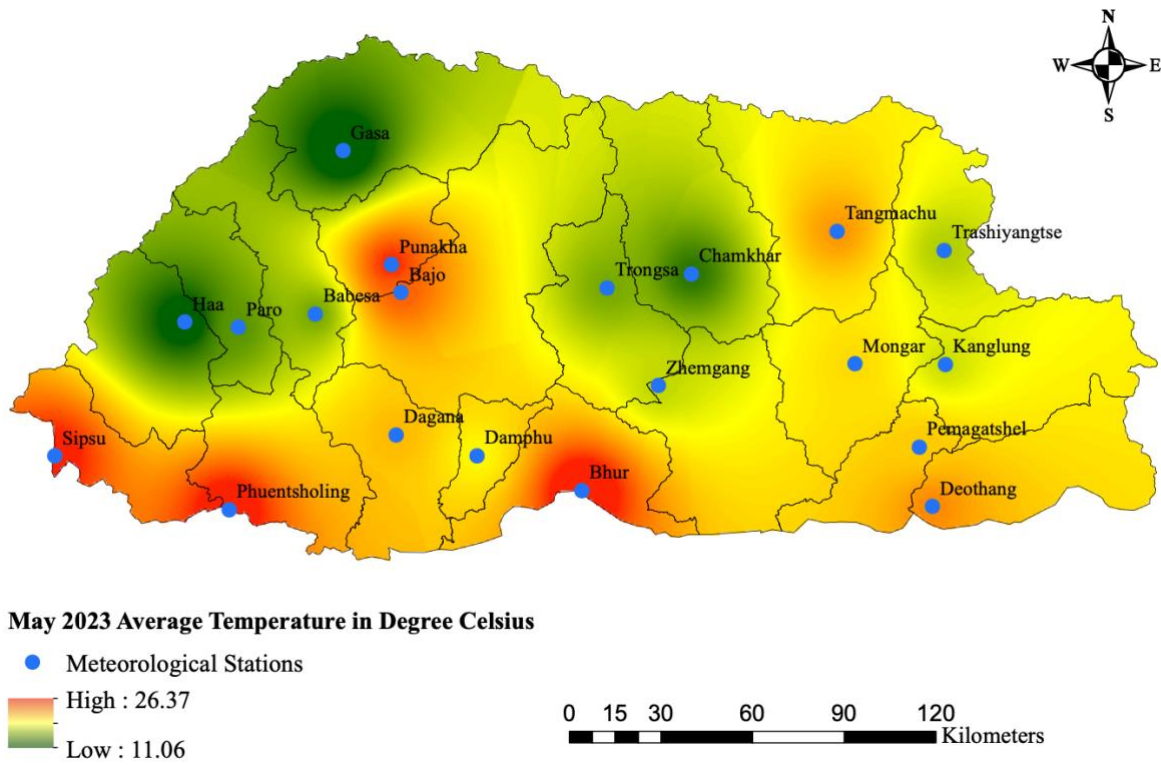 N
W E
S
Gasa
Punakha
Bajo
Tangmachu
Trashiyangtse
Chamkhar
Trongsa
Haa
Paro
Babesa
Zhemgang
Mongar
Kanglung
Sipsu
Dagana
Damphu
Pemagatshel
Phuentsholing
Bhur
Deothang
May 2023 Average Temperature in Degree Celsius
Meteorological Stations
High : 26.37
Low : 11.06
0 15 30 60 90 120
Kilometers